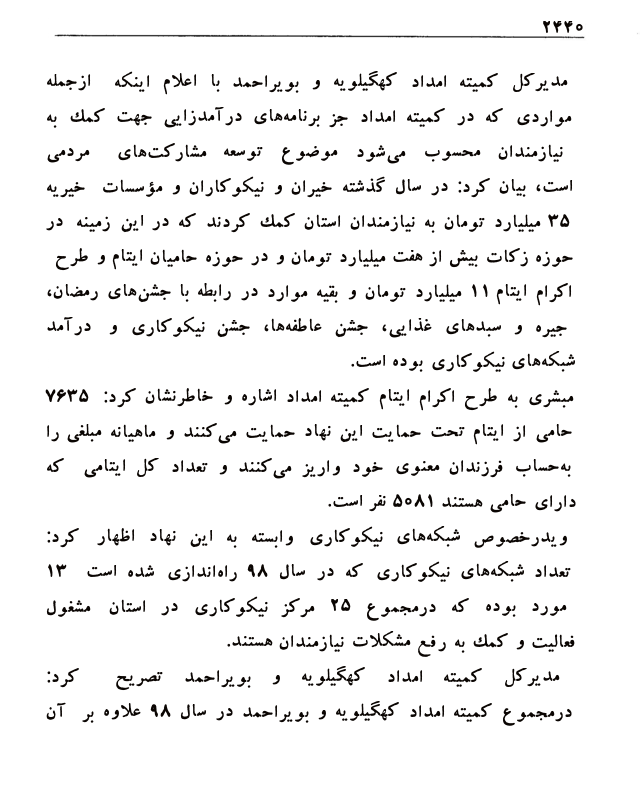 ۲۴۴۰
مدیرکل کمیته امداد کهگیلویه و بویراحمد با اعلام اینکه ازجمله
مواردی که در کمیته امداد جز برنامه‌های درآمدزایی جهت کمك به
نیازمندان محسوب می‌شود موضوع توسعه مشارکت‌های مردمی
است، بیان کرد: در سال گذشته خیران و نیکوکاران و مؤسسات خیریه
۳۵ میلیارد تومان به نیازمندان استان کمك کردند که در این زمینه در
حوزه زکات بیش از هفت میلیارد تومان و در حوزه حامیان ایتام و طرح
اکرام ایتام ۱۱ میلیارد تومان و بقیه موارد در رابطه با جشن‌های رمضان،
جیره و سبدهای غذایی، جشن عاطفه‌ها، جشن نیکوکاری و درآمد
شبکه‌های نیکوکاری بوده است.
مبشری به طرح اکرام ایتام کمیته امداد اشاره و خاطرنشان کرد: ۷۶۳۵
حامی از ایتام تحت حمایت این نهاد حمایت می‌کنند و ماهیانه مبلغی را
به‌حساب فرزندان معنوی خود واریز می‌کنند و تعداد کل ایتامی که
دارای حامی هستند ۵۰۸۱ نفر است.
ویدرخصوص شبکه‌های نیکوکاری وابسته به این نهاد اظهار کرد:
تعداد شبکه‌های نیکوکاری که در سال ۹۸ راه‌اندازی شده است ۱۳
مورد بوده که درمجموع ۲۵ مرکز نیکوکاری در استان مشغول
فعالیت و کمك به رفع مشکلات نیازمندان هستند.
مدیرکل کمیته امداد کهگیلویه و بویراحمد تصریح کرد:
درمجموع کمیته امداد کهگیلویه و بویراحمد در سال ۹۸ علاوه بر آن